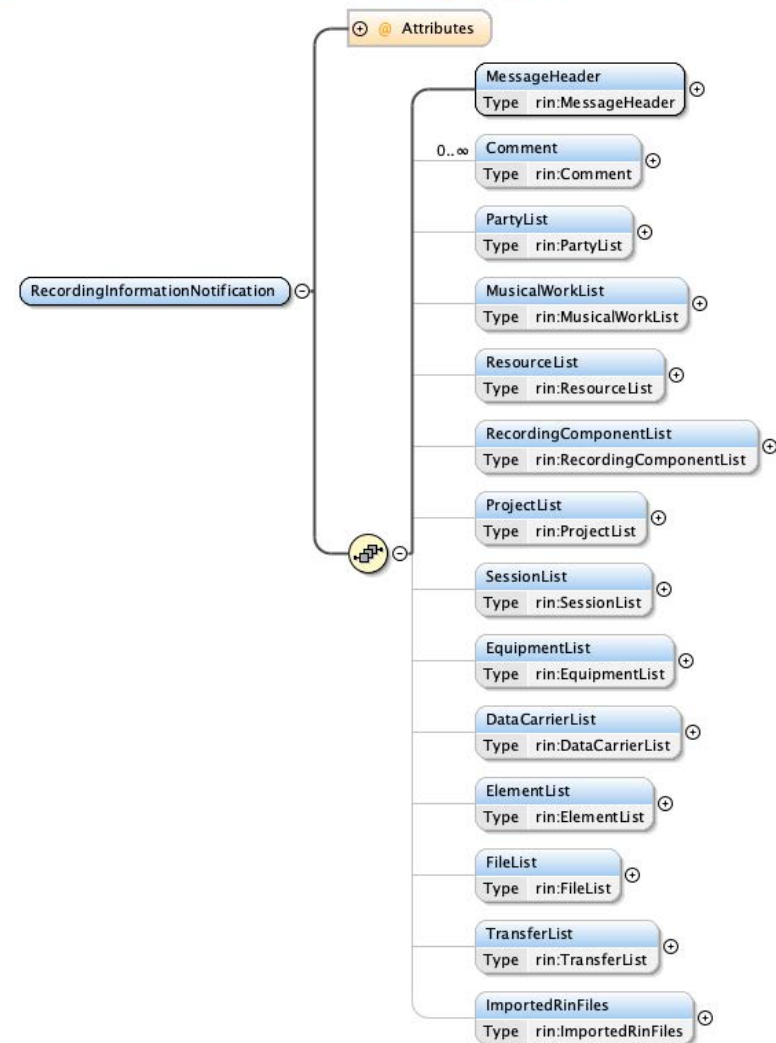 @ Attributes
MessageHeader
Type rin:MessageHeader
0..∞
Comment
Type rin:Comment
PartyList
Type rin:PartyList
RecordingInformationNotification
MusicalWorkList
Type rin:MusicalWorkList
ResourceList
Type rin:ResourceList
RecordingComponentList
Type rin:RecordingComponentList
ProjectList
Type rin:ProjectList
SessionList
Type rin:SessionList
EquipmentList
Type rin:EquipmentList
DataCarrierList
Type rin:DataCarrierList
ElementList
Type rin:ElementList
FileList
Type rin:FileList
TransferList
Type rin:TransferList
ImportedRinFiles
Type rin:ImportedRinFiles